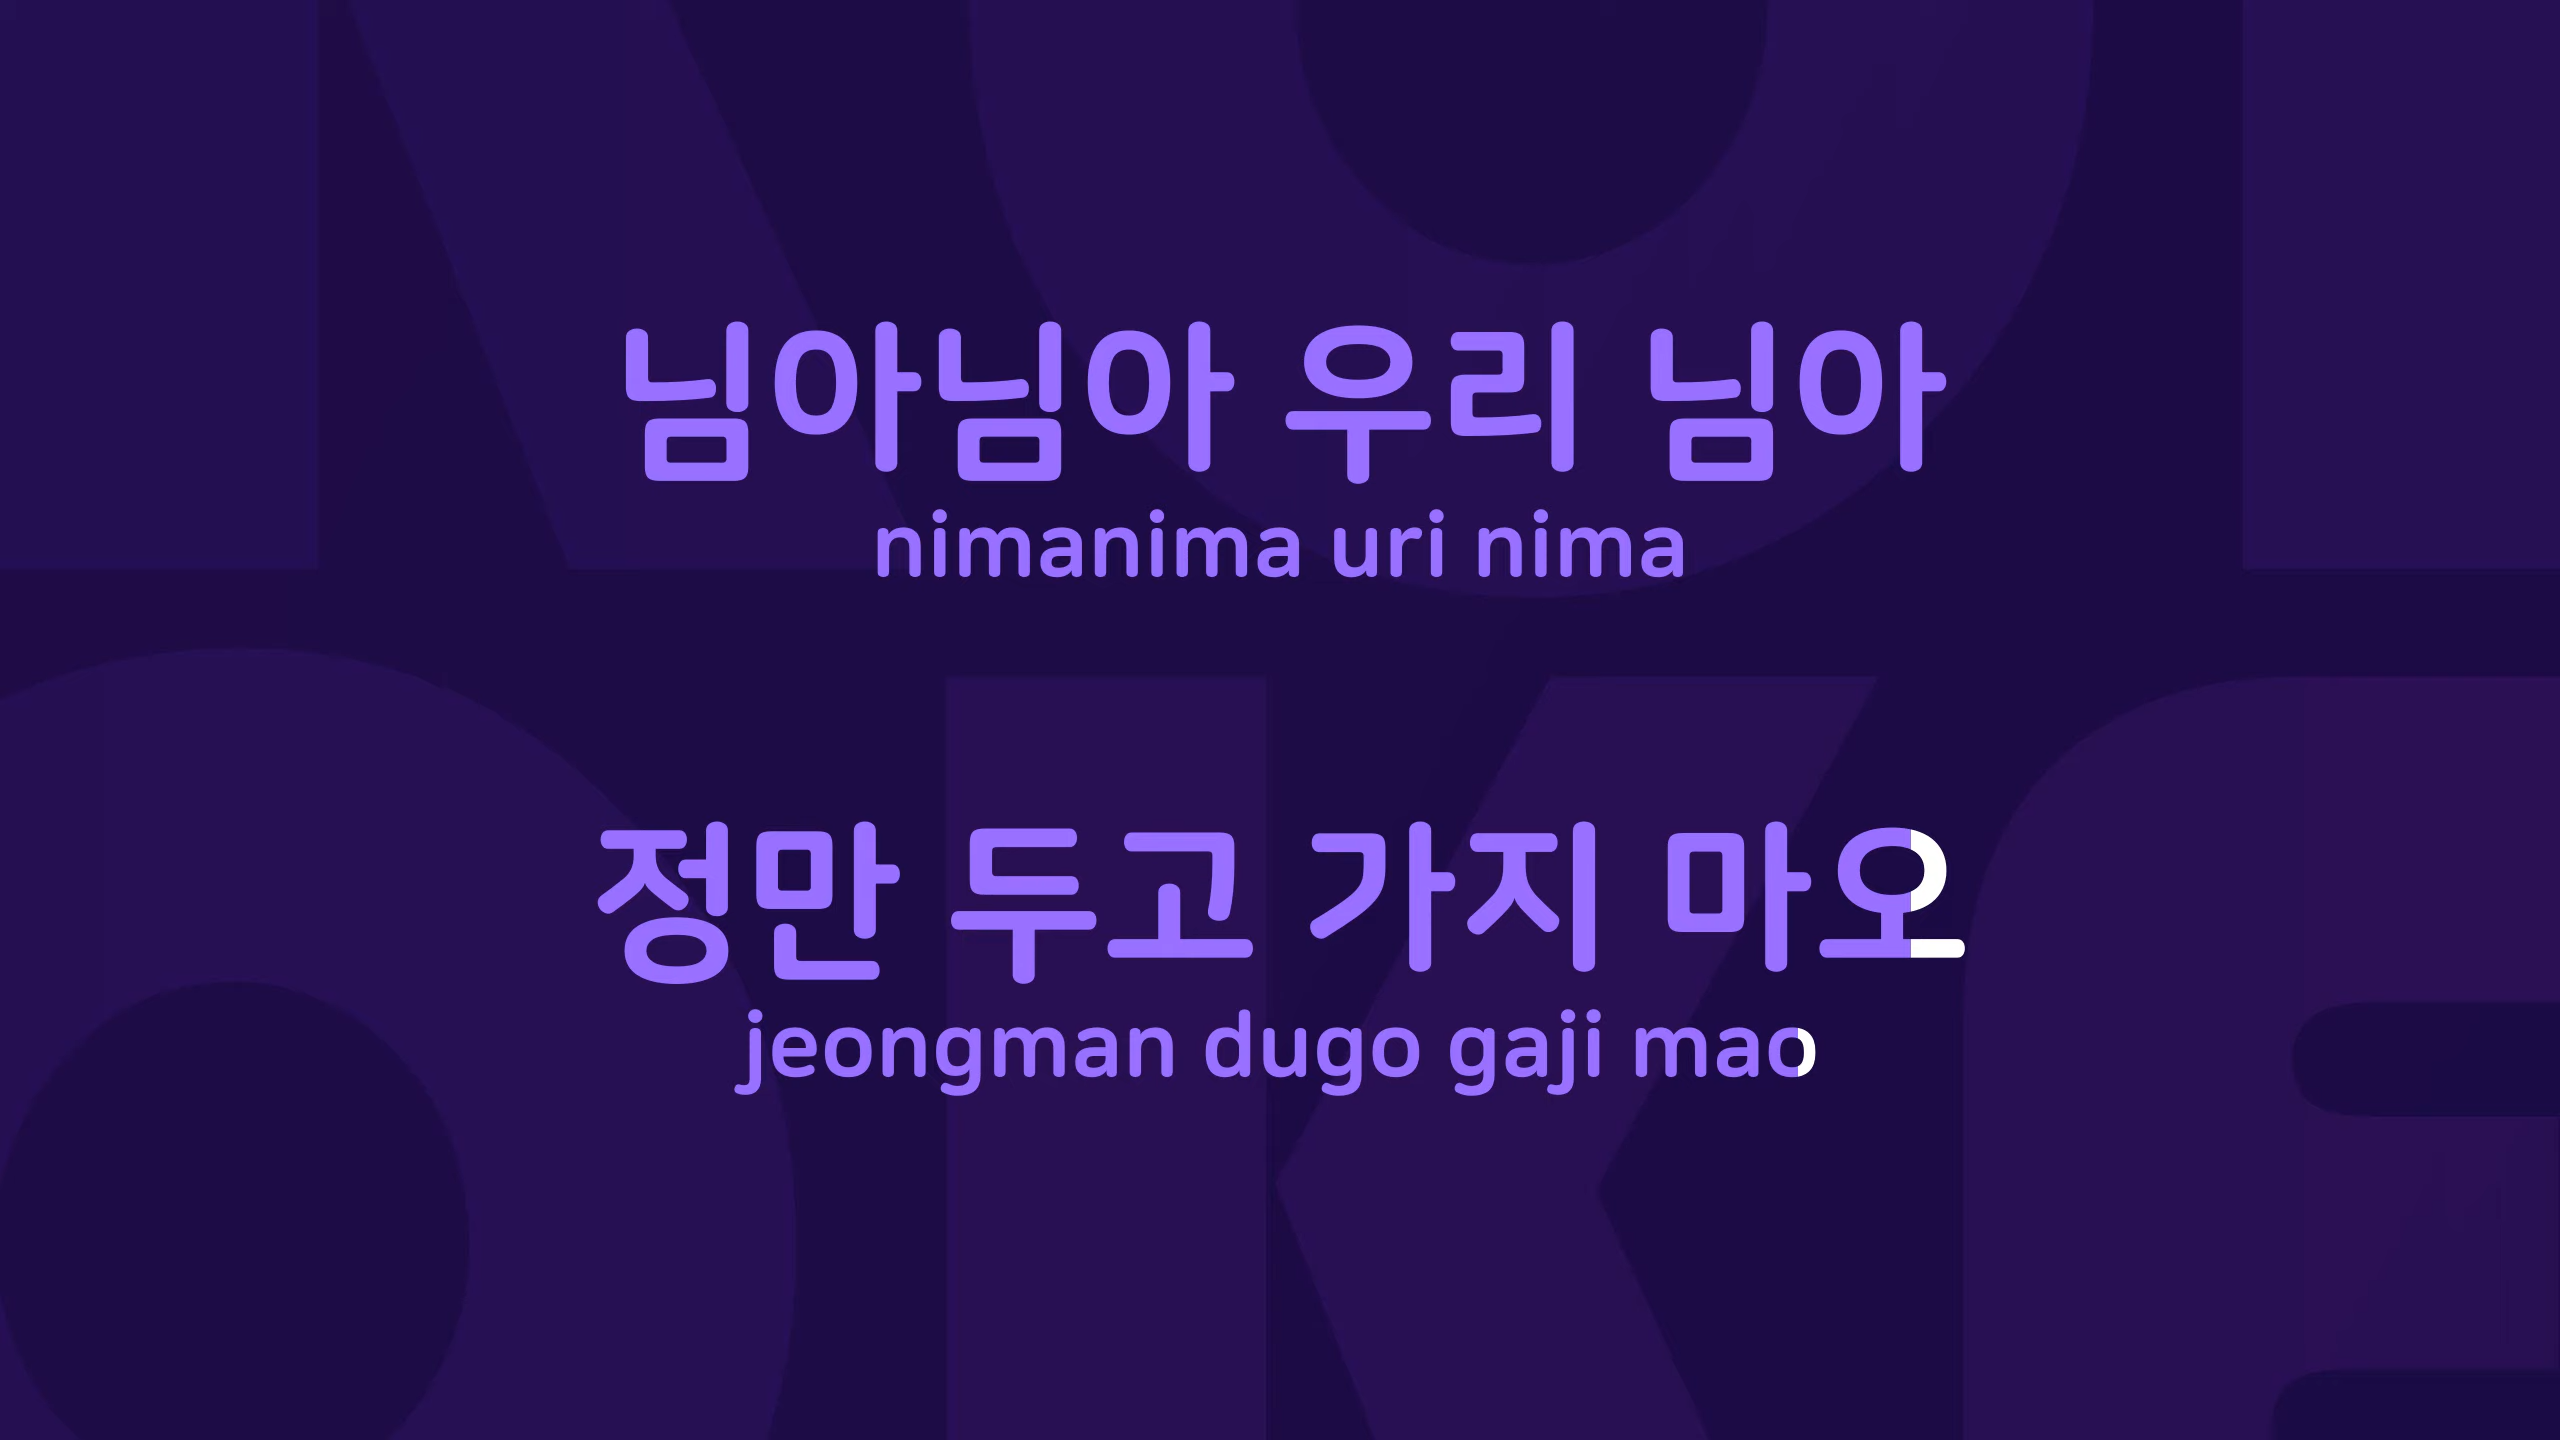 님아님아 우리 님아
nimanima uri nima
정만 두고 가지 마오
jeongman dugo gaji mao